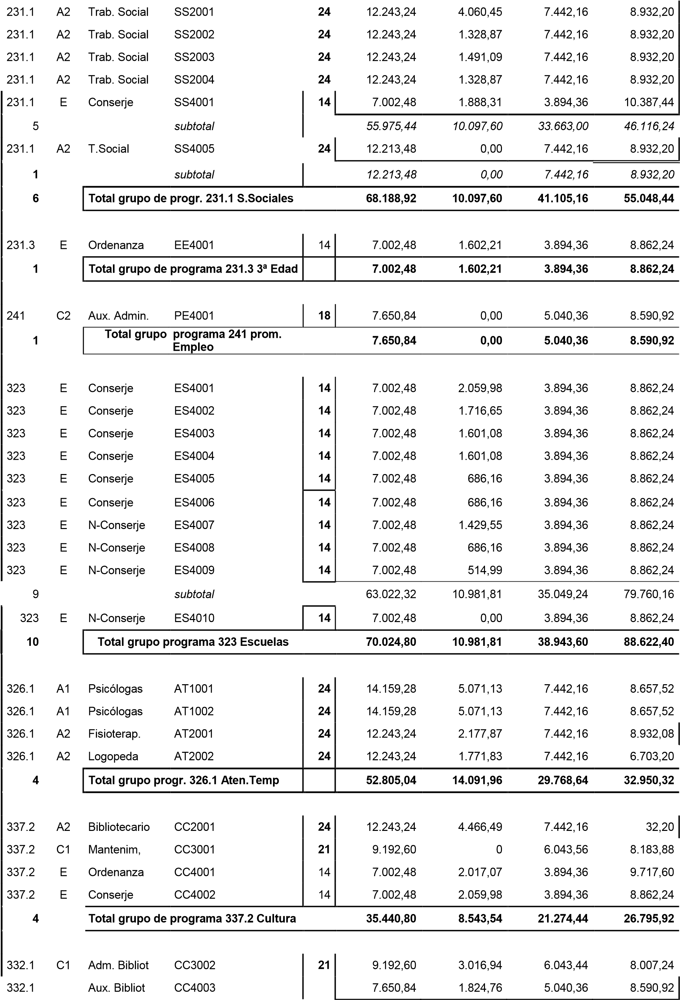 231.1 A2 Trab. Social SS2001 24 12.243,24 4.060,45 7.442,16 8.932,20
231.1 A2 Trab. Social SS2002 24 12.243,24 1.328,87 7.442,16 8.932,20
231.1 A2 Trab. Social SS2003 24 12.243,24 1.491,09 7.442,16 8.932,20
231.1 A2 Trab. Social SS2004 24 12.243,24 1.328,87 7.442,16 8.932,20
231.1 E Conserje SS4001 14 7.002,48 1.888,31 3.894,36 10.387,44
5 subtotal 55.975,44 10.097,60 33.663,00 46.116,24
231.1 A2 T.Social SS4005 24 12.213,48 0,00 7.442,16 8.932,20
1 subtotal 12.213,48 0,00 7.442,16 8.932,20
6 Total grupo de progr. 231.1 S.Sociales 68.188,92 10.097,60 41.105,16 55.048,44
231.3 E Ordenanza EE4001 14 7.002,48 1.602,21 3.894,36 8.862,24
1 Total grupo de programa 231.3 3ª Edad 7.002,48 1.602,21 3.894,36 8.862,24
241 C2 Aux. Admin. PE4001 18 7.650,84 0,00 5.040,36 8.590,92
Total grupo programa 241 prom.
1 Empleo 7.650,84 0,00 5.040,36 8.590,92
323 E Conserje ES4001 14 7.002,48 2.059,98 3.894,36 8.862,24
323 E Conserje ES4002 14 7.002,48 1.716,65 3.894,36 8.862,24
323 E Conserje ES4003 14 7.002,48 1.601,08 3.894,36 8.862,24
323 E Conserje ES4004 14 7.002,48 1.601,08 3.894,36 8.862,24
323 E Conserje ES4005 14 7.002,48 686,16 3.894,36 8.862,24
323 E Conserje ES4006 14 7.002,48 686,16 3.894,36 8.862,24
323 E N-Conserje ES4007 14 7.002,48 1.429,55 3.894,36 8.862,24
323 E N-Conserje ES4008 14 7.002,48 686,16 3.894,36 8.862,24
323 E N-Conserje ES4009 14 7.002,48 514,99 3.894,36 8.862,24
9 subtotal 63.022,32 10.981,81 35.049,24 79.760,16
323 E N-Conserje ES4010 14 7.002,48 0,00 3.894,36 8.862,24
10 Total grupo programa 323 Escuelas 70.024,80 10.981,81 38.943,60 88.622,40
326.1 A1 Psicólogas AT1001 24 14.159,28 5.071,13 7.442,16 8.657,52
326.1 A1 Psicólogas AT1002 24 14.159,28 5.071,13 7.442,16 8.657,52
326.1 A2 Fisioterap. AT2001 24 12.243,24 2.177,87 7.442,16 8.932,08
326.1 A2 Logopeda AT2002 24 12.243,24 1.771,83 7.442,16 6.703,20
4 Total grupo progr. 326.1 Aten.Temp 52.805,04 14.091,96 29.768,64 32.950,32
337.2 A2 Bibliotecario CC2001 24 12.243,24 4.466,49 7.442,16 32,20
337.2 C1 Mantenim, CC3001 21 9.192,60 0 6.043,56 8.183,88
337.2 E Ordenanza CC4001 14 7.002,48 2.017,07 3.894,36 9.717,60
337.2 E Conserje CC4002 14 7.002,48 2.059,98 3.894,36 8.862,24
4 Total grupo de programa 337.2 Cultura 35.440,80 8.543,54 21.274,44 26.795,92
332.1 C1 Adm. Bibliot CC3002 21 9.192,60 3.016,94 6.043,44 8.007,24
332.1 Aux. Bibliot CC4003 7.650,84 1.824,76 5.040,36 8.590,92